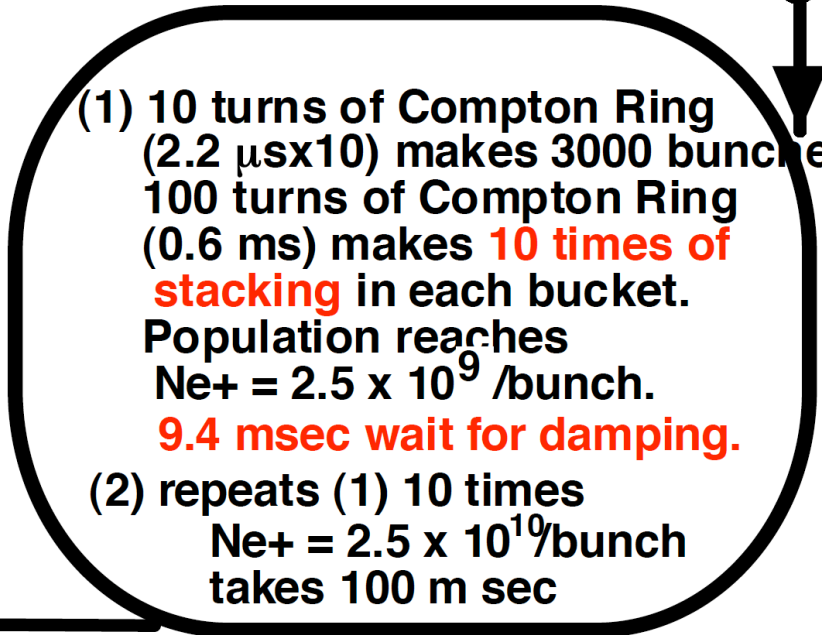 (1) 10 turns of Compton Ring
(2.2 μsx10) makes 3000 bunche
100 turns of Compton Ring
(0.6 ms) makes 10 times of
stacking in each bucket.
Population reaches
Ne+ = 2.5 x 10⁹ /bunch.
9.4 msec wait for damping.
(2) repeats (1) 10 times
Ne+ = 2.5 x 10¹⁰/bunch
takes 100 m sec